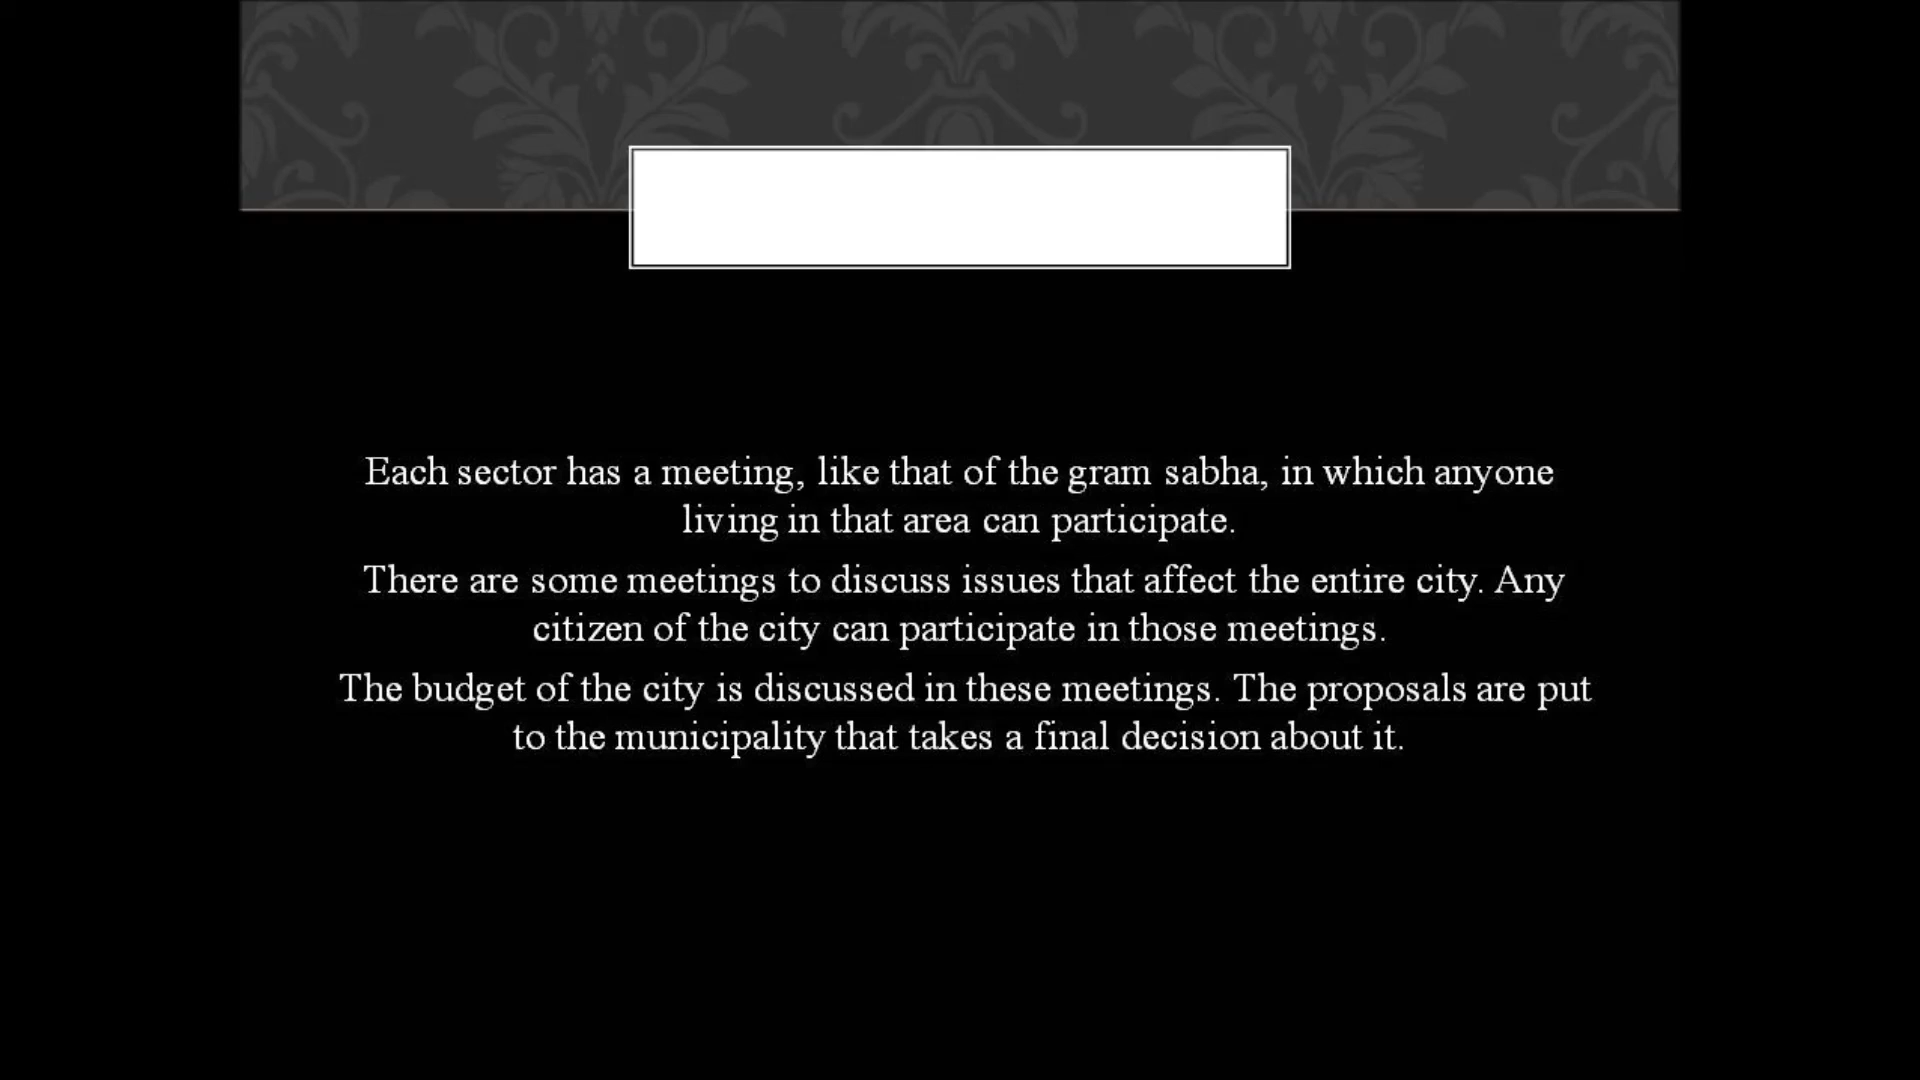 Each sector has a meeting, like that of the gram sabha, in which anyone
living in that area can participate.
There are some meetings to discuss issues that affect the entire city. Any
citizen of the city can participate in those meetings.
The budget of the city is discussed in these meetings. The proposals are put
to the municipality that takes a final decision about it.